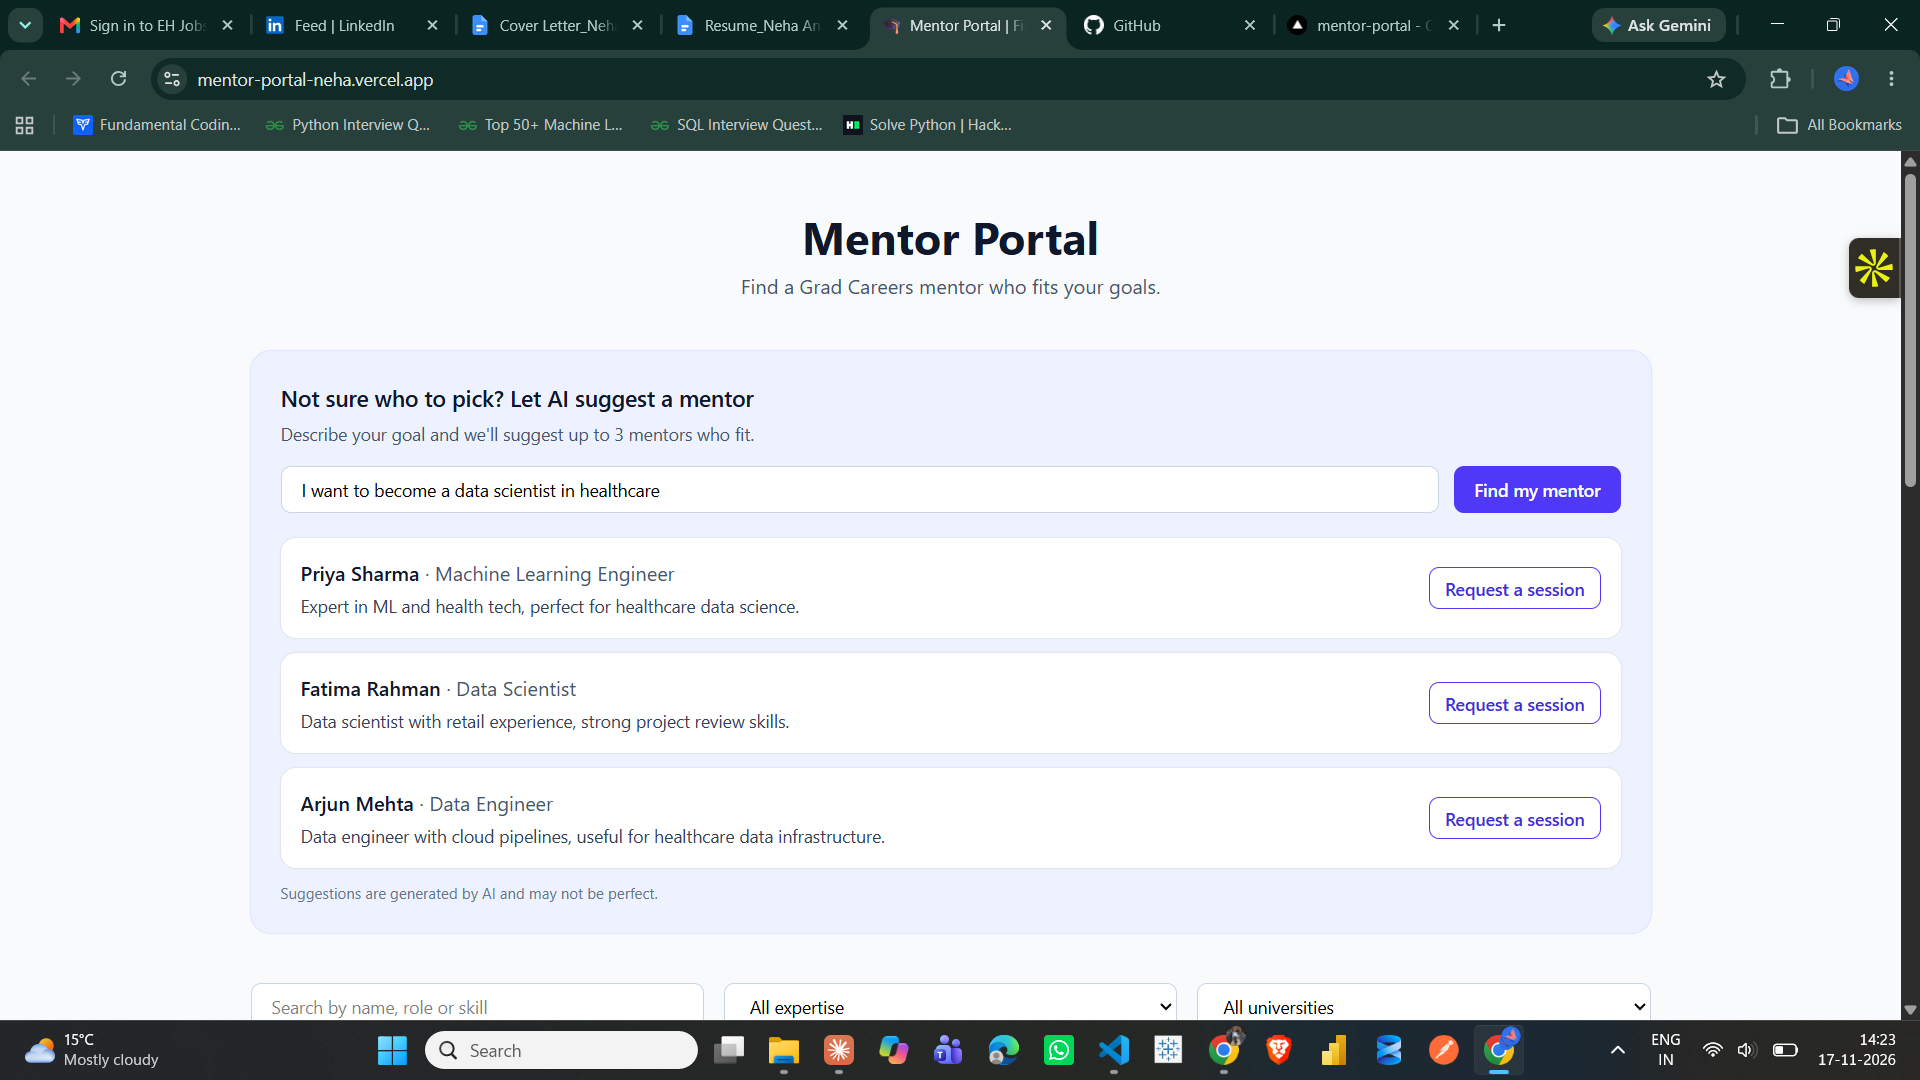 Sign in to EH Jobs
Feed | LinkedIn
Cover Letter_Neh
Resume_Neha An
Mentor Portal | Fi
GitHub
mentor-portal -
Ask Gemini
mentor-portal-neha.vercel.app
Fundamental Codin...
Python Interview Q...
Top 50+ Machine L...
SQL Interview Quest...
Solve Python | Hack...
All Bookmarks
Mentor Portal
Find a Grad Careers mentor who fits your goals.
Not sure who to pick? Let AI suggest a mentor
Describe your goal and we'll suggest up to 3 mentors who fit.
I want to become a data scientist in healthcare
Find my mentor
Priya Sharma · Machine Learning Engineer
Expert in ML and health tech, perfect for healthcare data science.
Request a session
Fatima Rahman · Data Scientist
Data scientist with retail experience, strong project review skills.
Request a session
Arjun Mehta · Data Engineer
Data engineer with cloud pipelines, useful for healthcare data infrastructure.
Request a session
Suggestions are generated by AI and may not be perfect.
Search by name, role or skill
All expertise
All universities
15°C
Mostly cloudy
Search
ENG
IN
14:23
17-11-2026